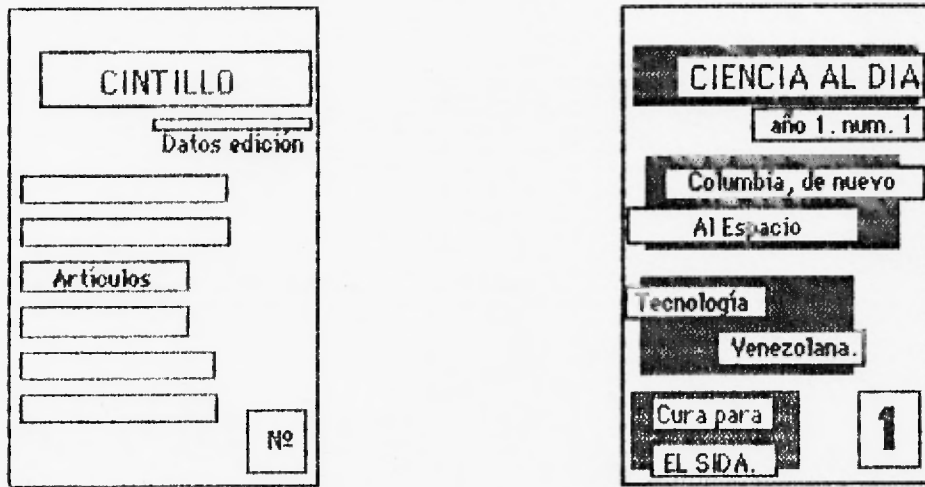 CINTILLO
Datos edición
Artículos
Nº
CIENCIA AL DIA
año 1. num. 1
Columbia, de nuevo
Al Espacio
Tecnología
Venezolana.
Cura para
EL SIDA.
1